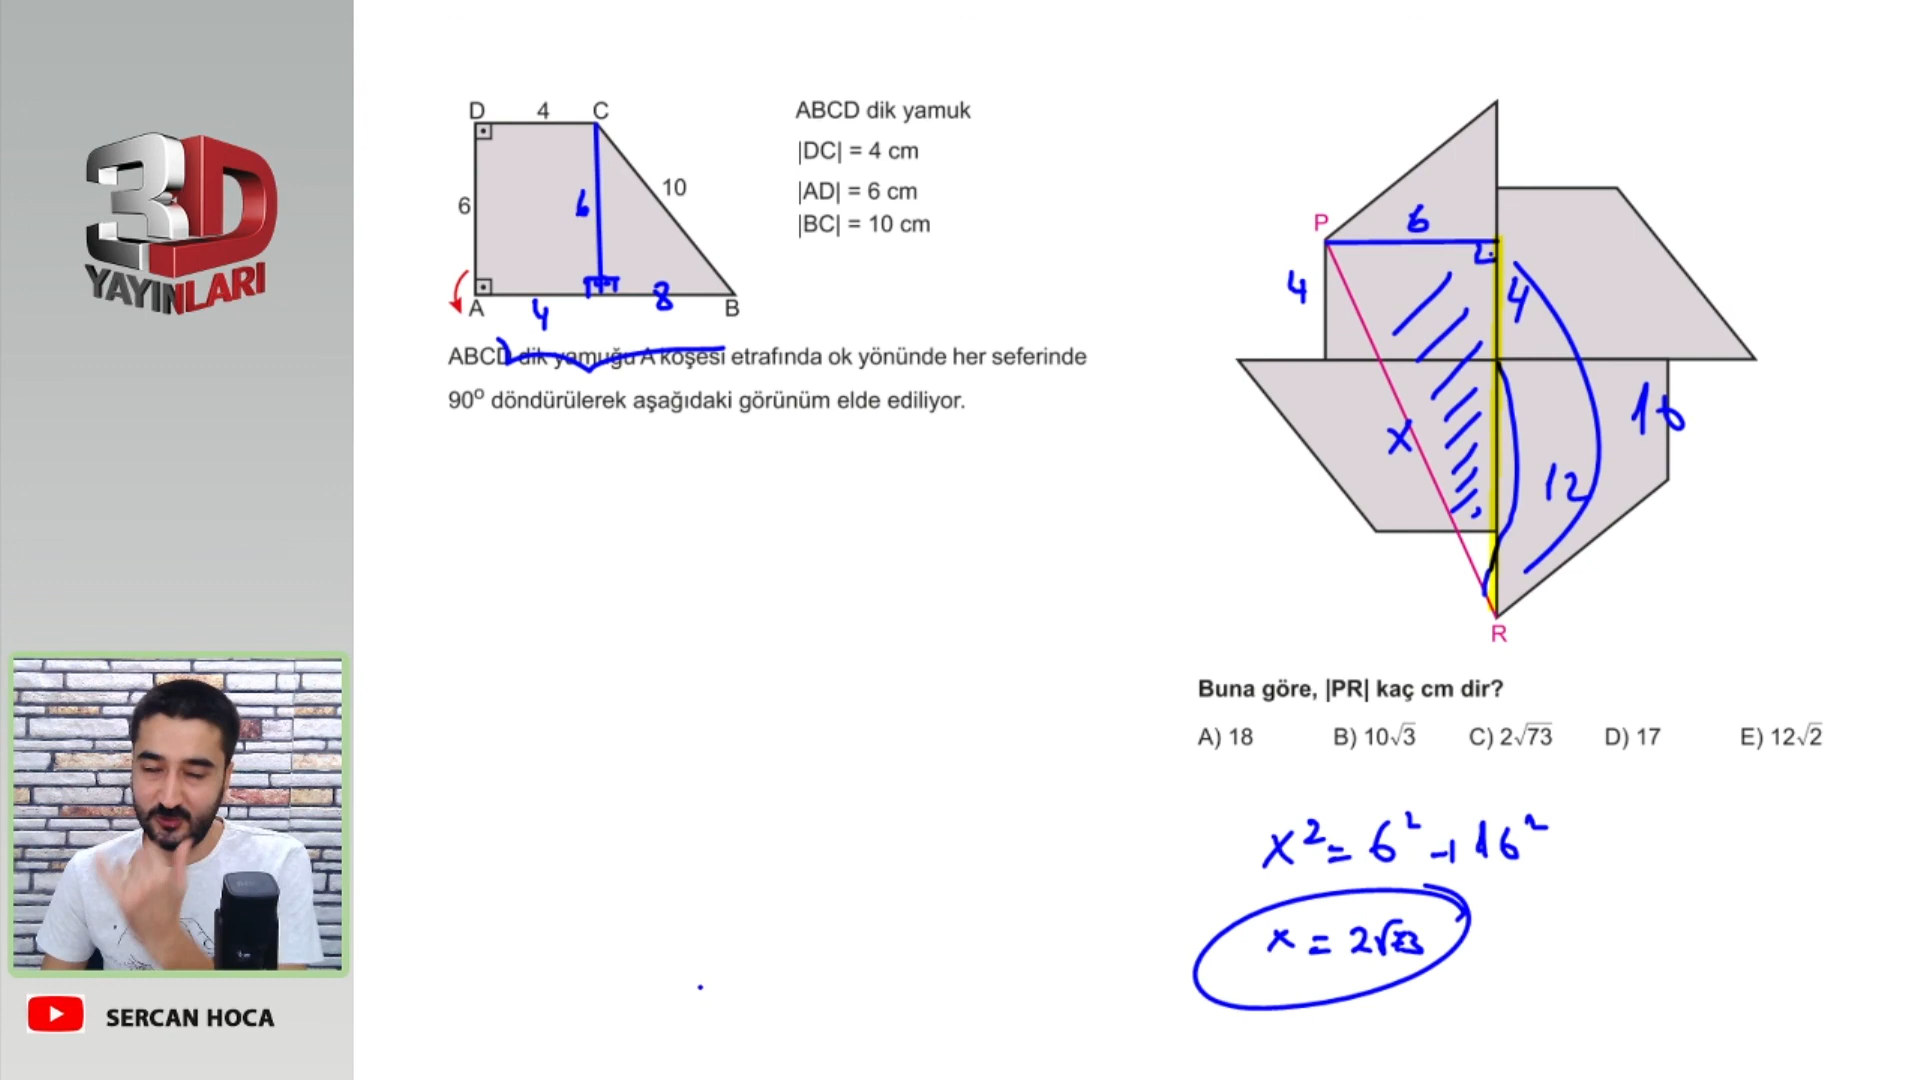 3D
YAYINLARI
D 4 C
6
6
10
A 4 8 B
ABCD dik yamuk
|DC| = 4 cm
|AD| = 6 cm
|BC| = 10 cm
ABCD dik yamuğu A köşesi etrafında ok yönünde her seferinde
90° döndürülerek aşağıdaki görünüm elde ediliyor.
P
6
4
4
x
12
16
R
Buna göre, |PR| kaç cm dir?
A) 18 B) 10√3 C) 2√73 D) 17 E) 12√2
x² = 6² + 16²
x = 2√73
SERCAN HOCA